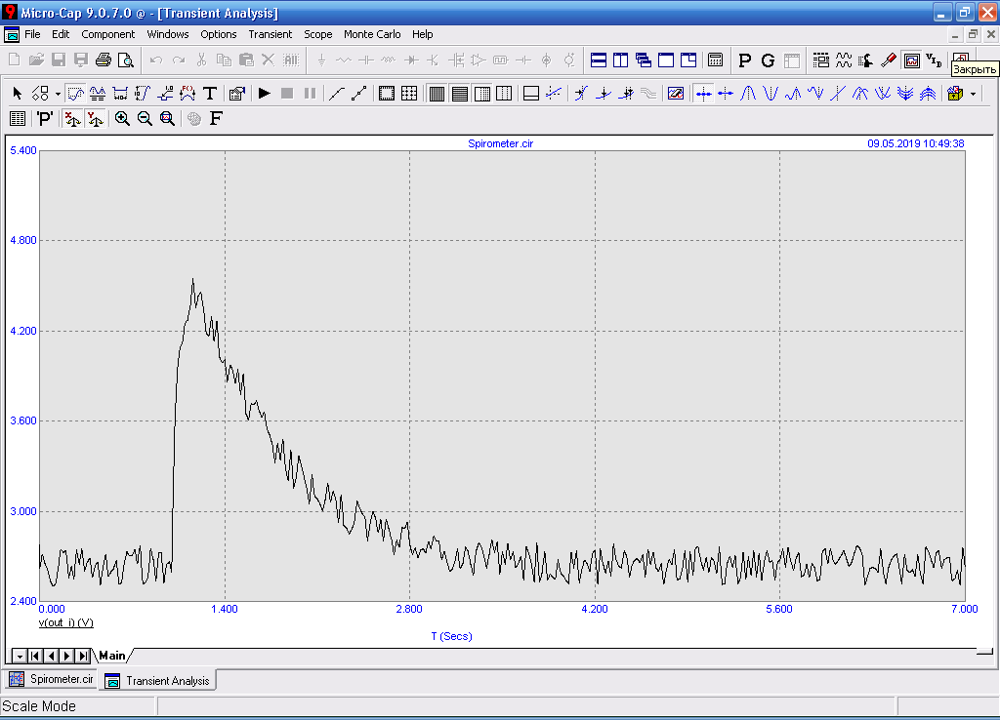 Micro-Cap 9.0.7.0 @ - [Transient Analysis]
File Edit Component Windows Options Transient Scope Monte Carlo Help
P G
Закрыть
T
'P' X Y F
Spirometer.cir 09.05.2019 10:49:38
5.400
4.800
4.200
3.600
3.000
2.400
0.000 1.400 2.800 4.200 5.600 7.000
v(out_i) (V)
T (Secs)
Main
Spirometer.cir Transient Analysis
Scale Mode